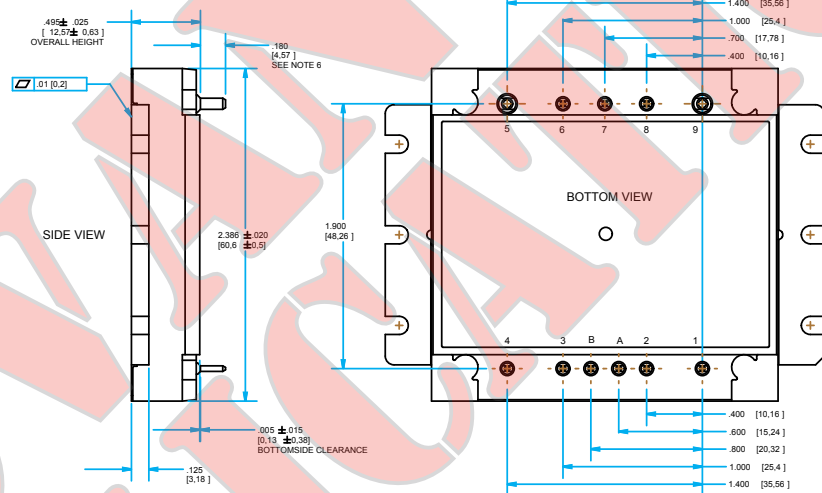 .495± .025
[ 12,57± 0,63 ]
OVERALL HEIGHT
.180
[4,57 ]
SEE NOTE 6
.01 [0,2]
SIDE VIEW
2.386 ±.020
[60,6 ±0,5]
.005 ±.015
[0,13 ±0,38]
BOTTOMSIDE CLEARANCE
.125
[3,18 ]
1.400 [35,56 ]
1.000 [25,4 ]
.700 [17,78 ]
.400 [10,16 ]
5 6 7 8 9
BOTTOM VIEW
1.900
[48,26 ]
4 3 B A 2 1
.400 [10,16 ]
.600 [15,24 ]
.800 [20,32 ]
1.000 [25,4 ]
1.400 [35,56 ]